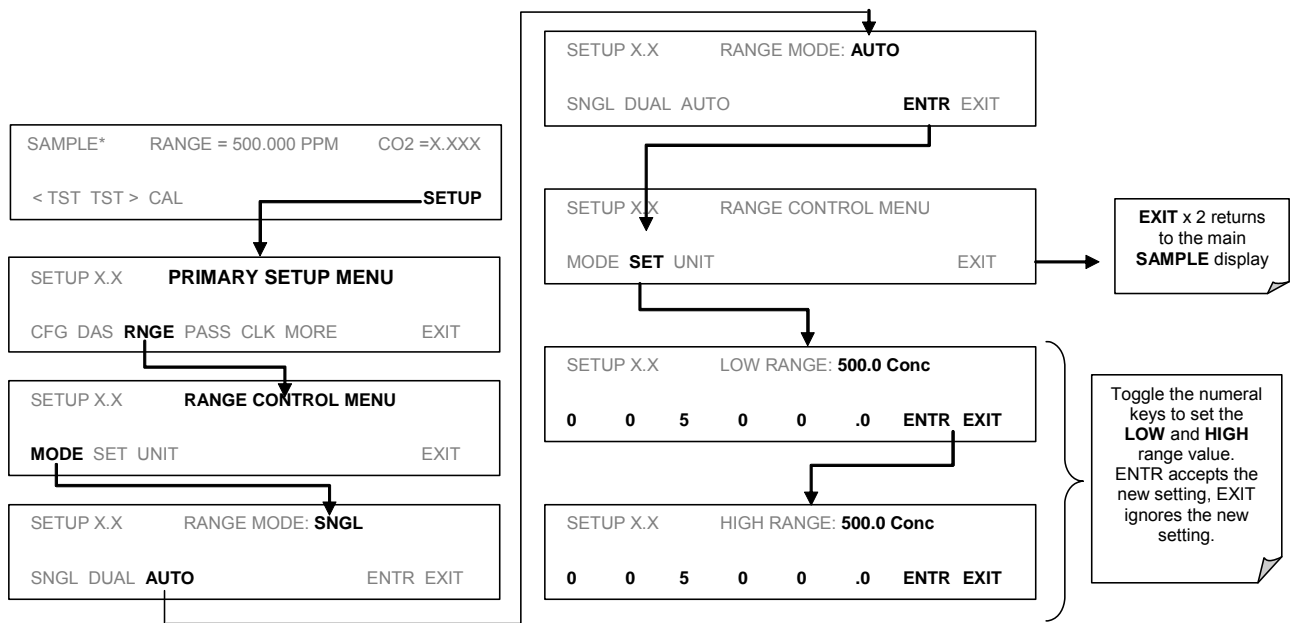 SAMPLE* RANGE = 500.000 PPM CO2 =X.XXX
< TST TST > CAL SETUP
SETUP X.X PRIMARY SETUP MENU
CFG DAS RNGE PASS CLK MORE EXIT
SETUP X.X RANGE CONTROL MENU
MODE SET UNIT EXIT
SETUP X.X RANGE MODE: SNGL
SNGL DUAL AUTO ENTR EXIT
SETUP X.X RANGE MODE: AUTO
SNGL DUAL AUTO ENTR EXIT
SETUP X.X RANGE CONTROL MENU
MODE SET UNIT EXIT
EXIT x 2 returns
to the main
SAMPLE display
SETUP X.X LOW RANGE: 500.0 Conc
0 0 5 0 0 .0 ENTR EXIT
SETUP X.X HIGH RANGE: 500.0 Conc
0 0 5 0 0 .0 ENTR EXIT
Toggle the numeral
keys to set the
LOW and HIGH
range value.
ENTR accepts the
new setting, EXIT
ignores the new
setting.